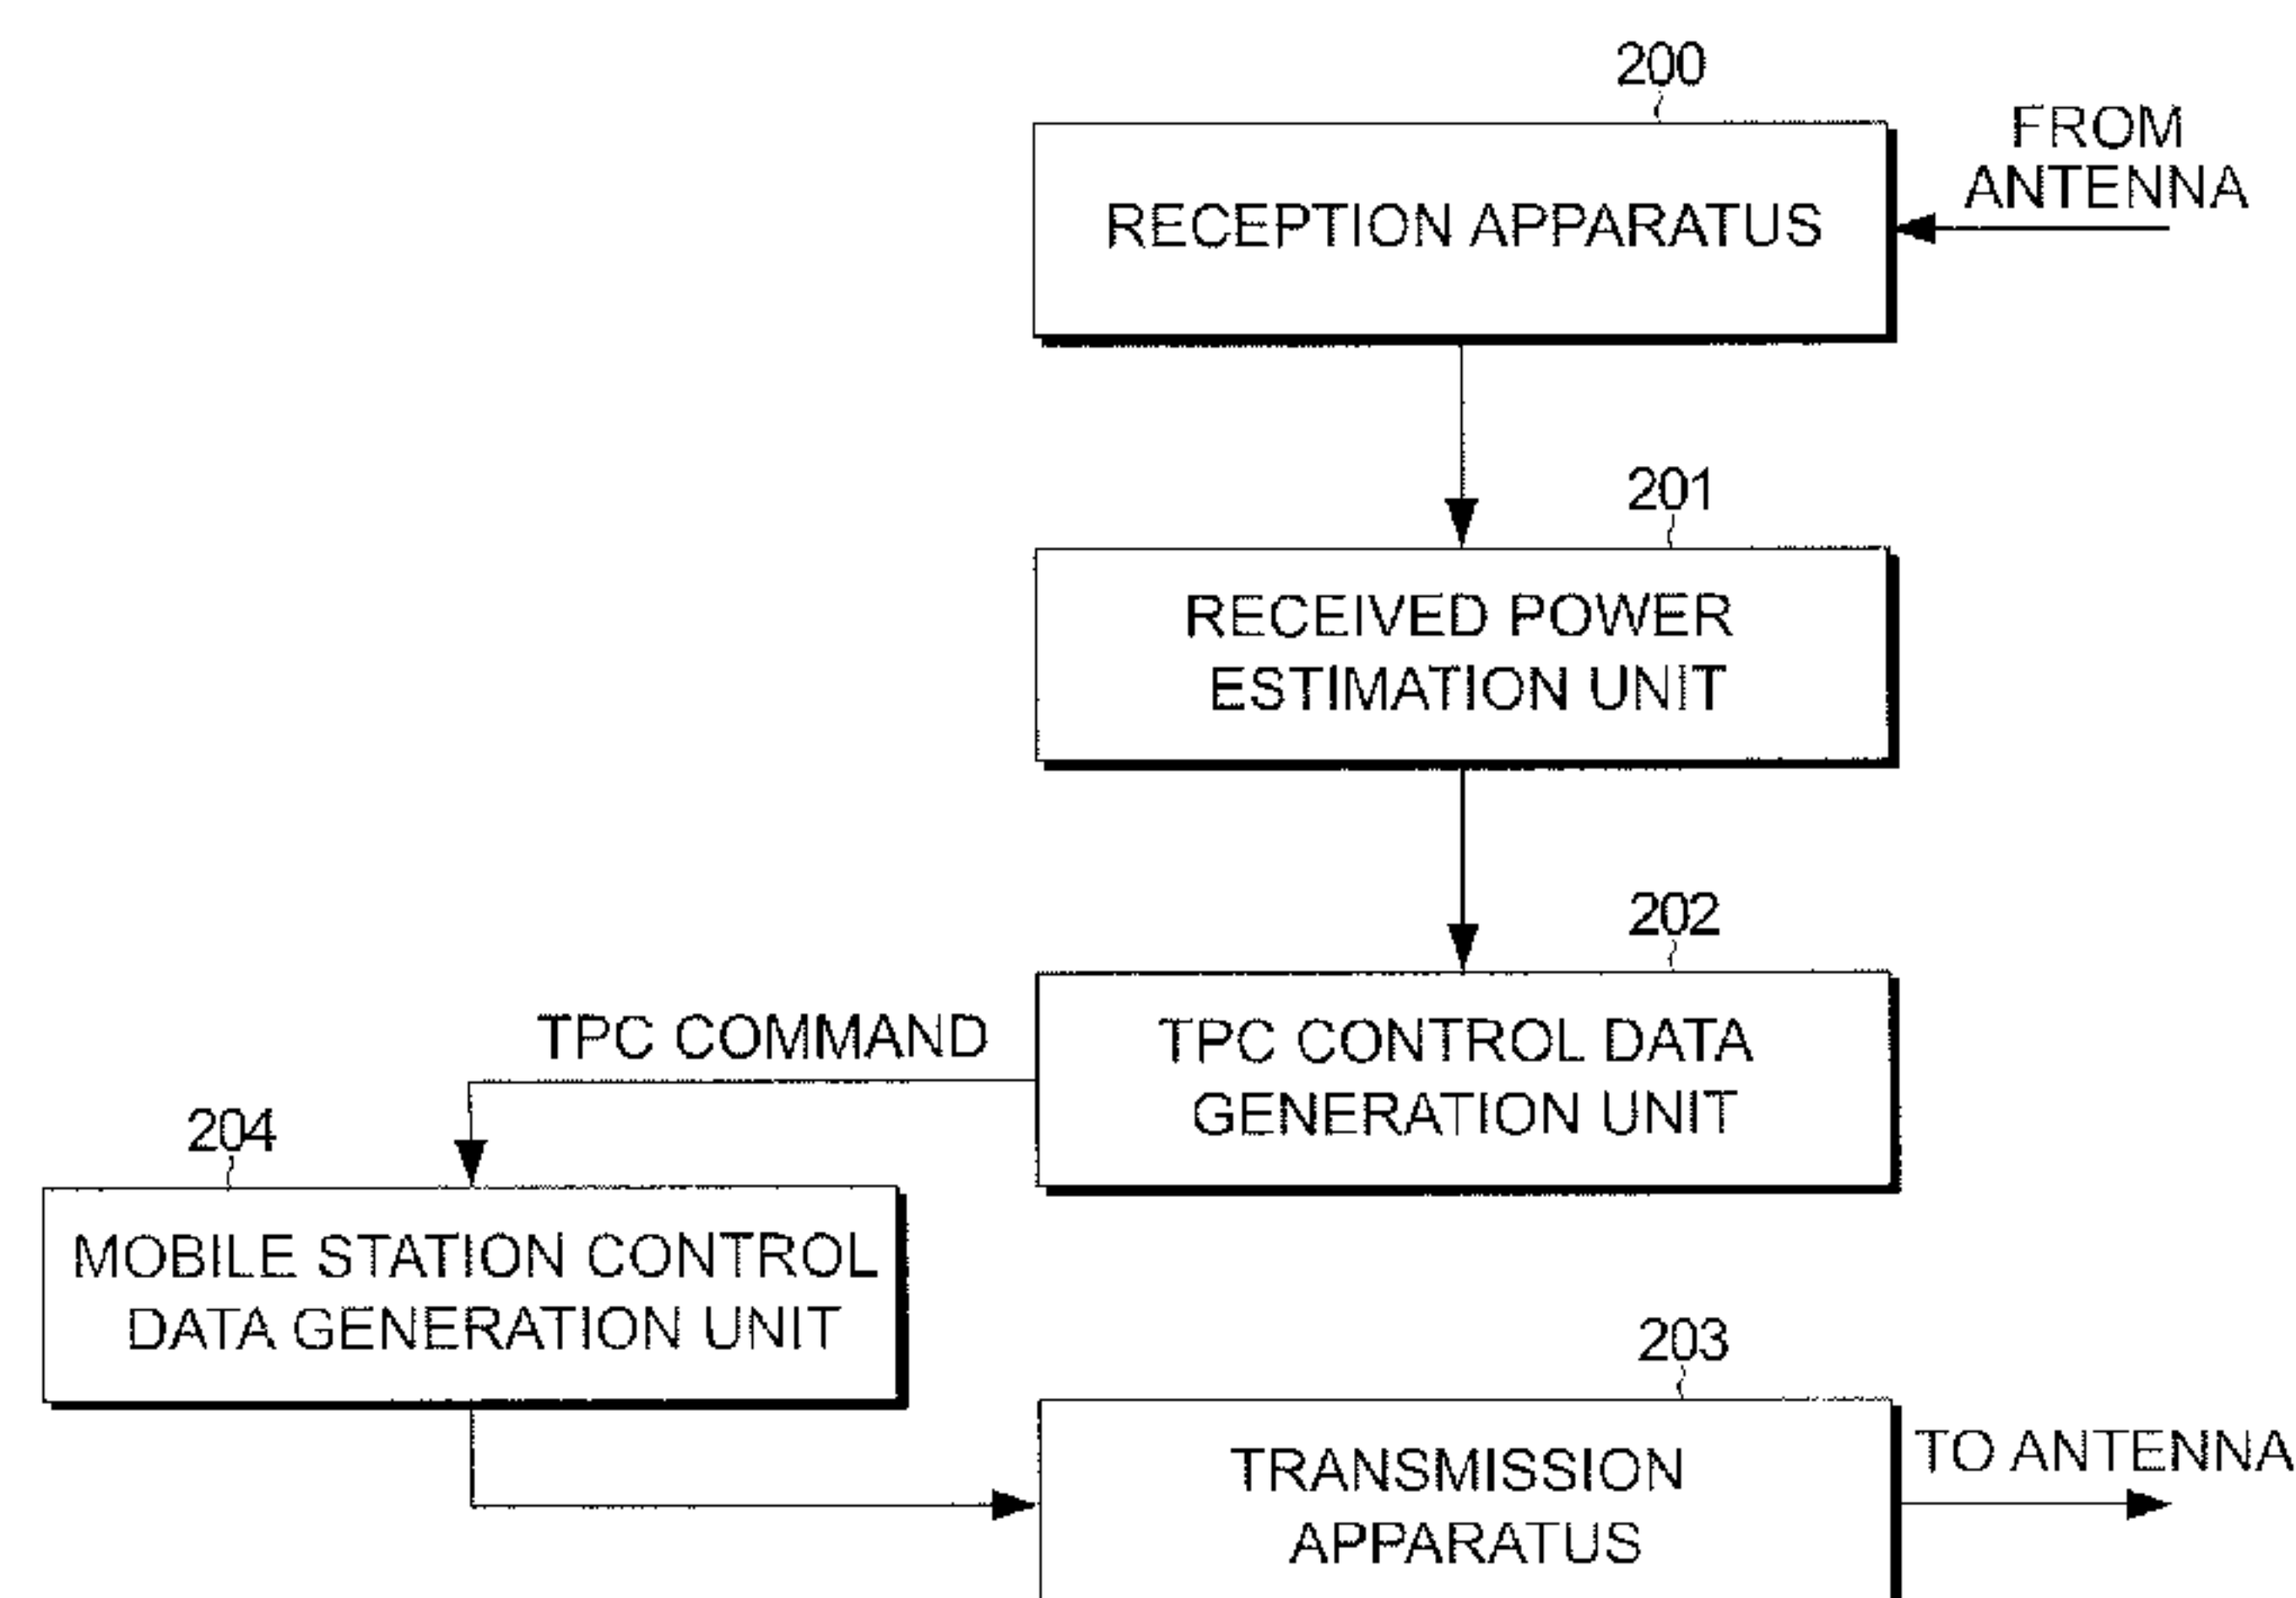 200
FROM
ANTENNA
RECEPTION APPARATUS
201
RECEIVED POWER
ESTIMATION UNIT
202
TPC COMMAND
TPC CONTROL DATA
GENERATION UNIT
204
MOBILE STATION CONTROL
DATA GENERATION UNIT
203
TRANSMISSION
APPARATUS
TO ANTENNA